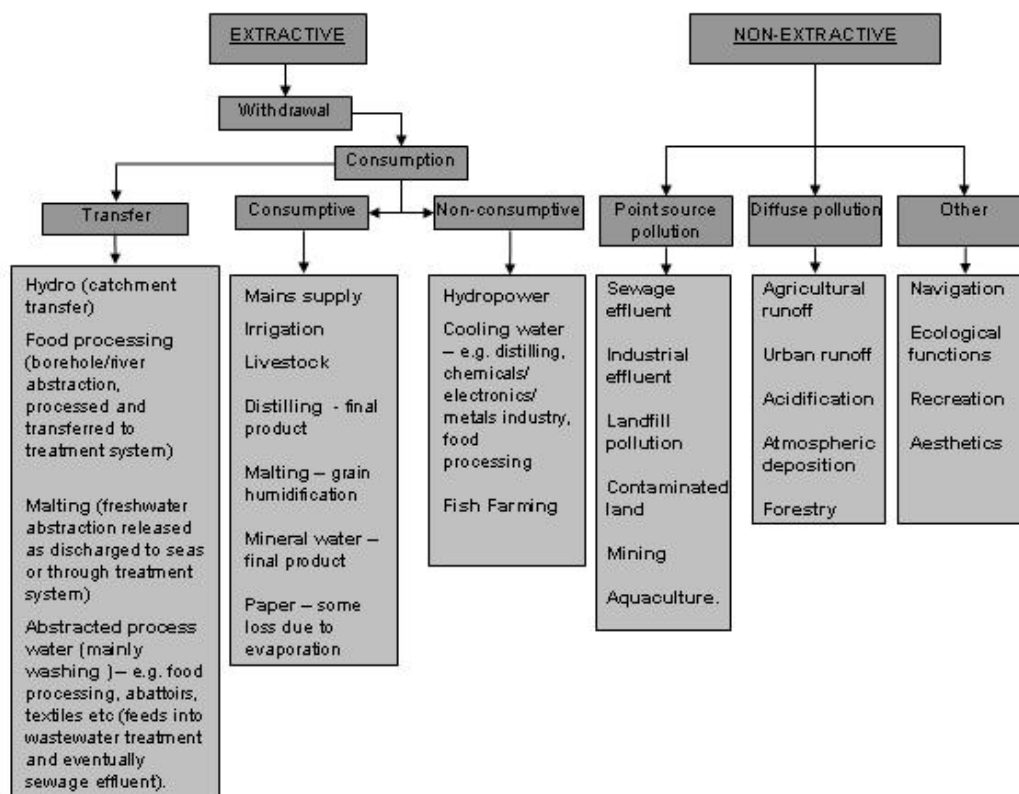 EXTRACTIVE
NON-EXTRACTIVE
Withdrawal
Consumption
Transfer
Consumptive
Non-consumptive
Point source
pollution
Diffuse pollution
Other
Hydro (catchment
transfer)
Food processing
(borehole/river
abstraction,
processed and
transferred to
treatment system)
Malting (freshwater
abstraction released
as discharged to seas
or through treatment
system)
Abstracted process
water (mainly
washing ) – e.g. food
processing, abattoirs,
textiles etc (feeds into
wastewater treatment
and eventually
sewage effluent).
Mains supply
Irrigation
Livestock
Distilling - final
product
Malting – grain
humidification
Mineral water –
final product
Paper – some
loss due to
evaporation
Hydropower
Cooling water
– e.g. distilling,
chemicals/
electronics/
metals industry,
food
processing
Fish Farming
Sewage
effluent
Industrial
effluent
Landfill
pollution
Contaminated
land
Mining
Aquaculture.
Agricultural
runoff
Urban runoff
Acidification
Atmospheric
deposition
Forestry
Navigation
Ecological
functions
Recreation
Aesthetics